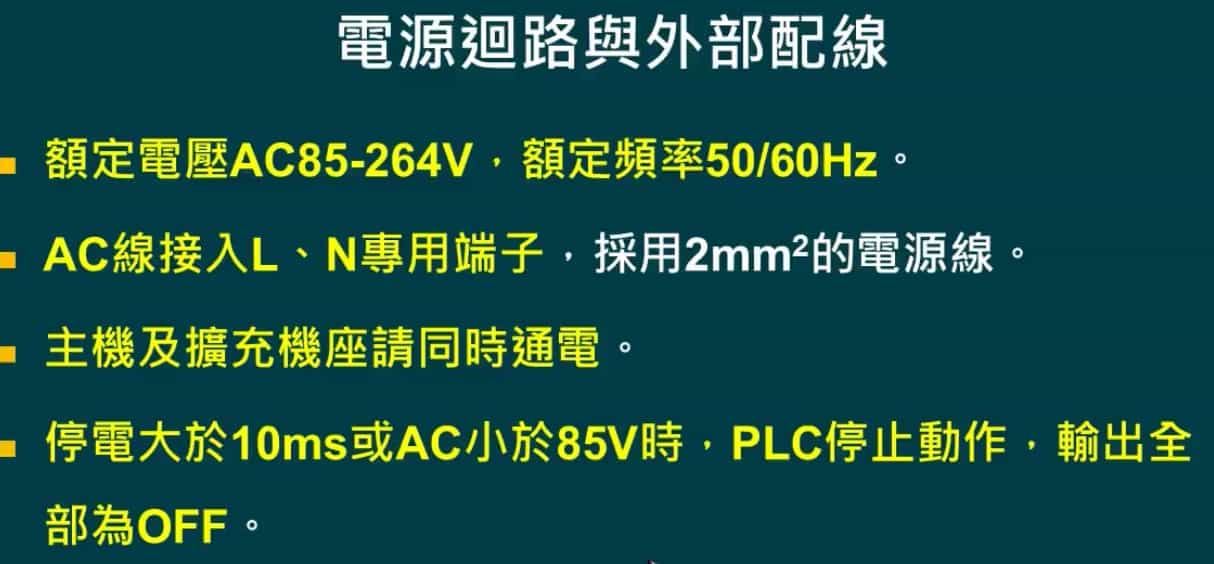 電源迴路與外部配線
額定電壓AC85-264V，額定頻率50/60Hz。
AC線接入L、N專用端子，採用2mm²的電源線。
主機及擴充機座請同時通電。
停電大於10ms或AC小於85V時，PLC停止動作，輸出全
部為OFF。